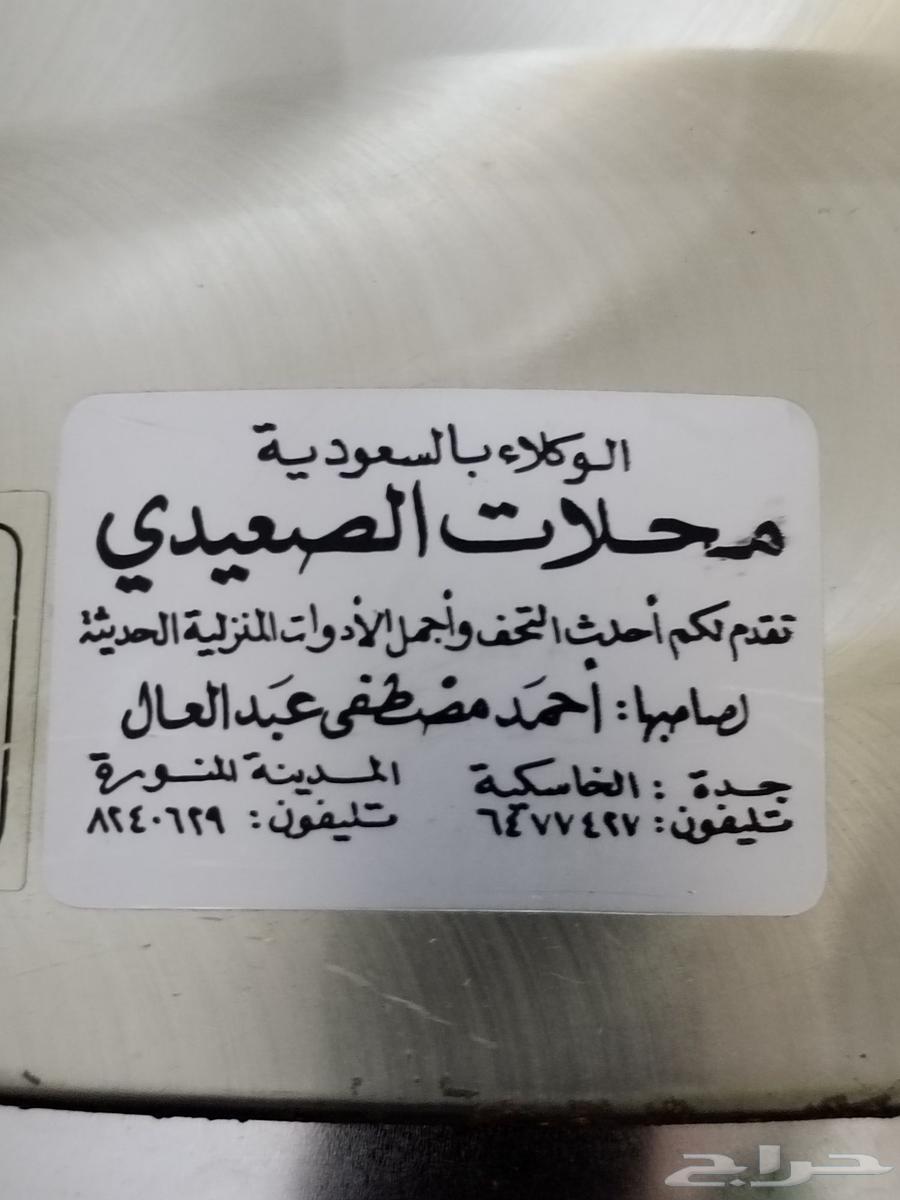 الوكلاء بالسعودية
محلات الصعيدي
تقدم لكم أحدث التحف وأجمل الأدوات المنزلية الحديثة
لصاحبها: أحمد مصطفى عبد العال
جدة: الخاسكية
تليفون: ٦٤٧٧٤٢٧
المدينة المنورة
تليفون: ٨٢٤٠٦٢٩
حراج